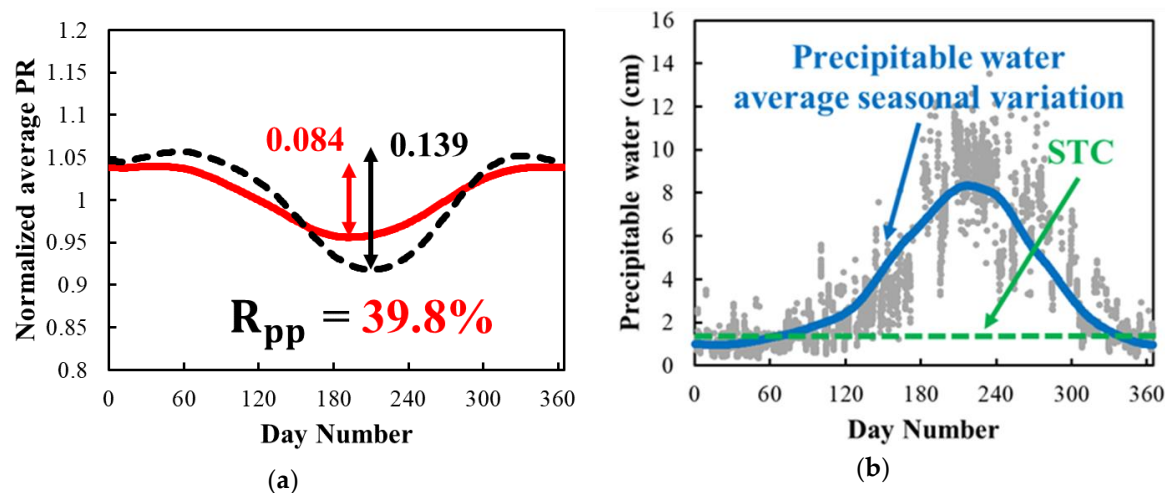 1.2
1.15
1.1
1.05
1
0.95
0.9
0.85
0.8
Normalized average PR
0.084
0.139
Rpp = 39.8%
0 60 120 180 240 300 360
Day Number
(a)
16
14
12
10
8
6
4
2
0
Precipitable water (cm)
Precipitable water
average seasonal variation
STC
0 60 120 180 240 300 360
Day Number
(b)